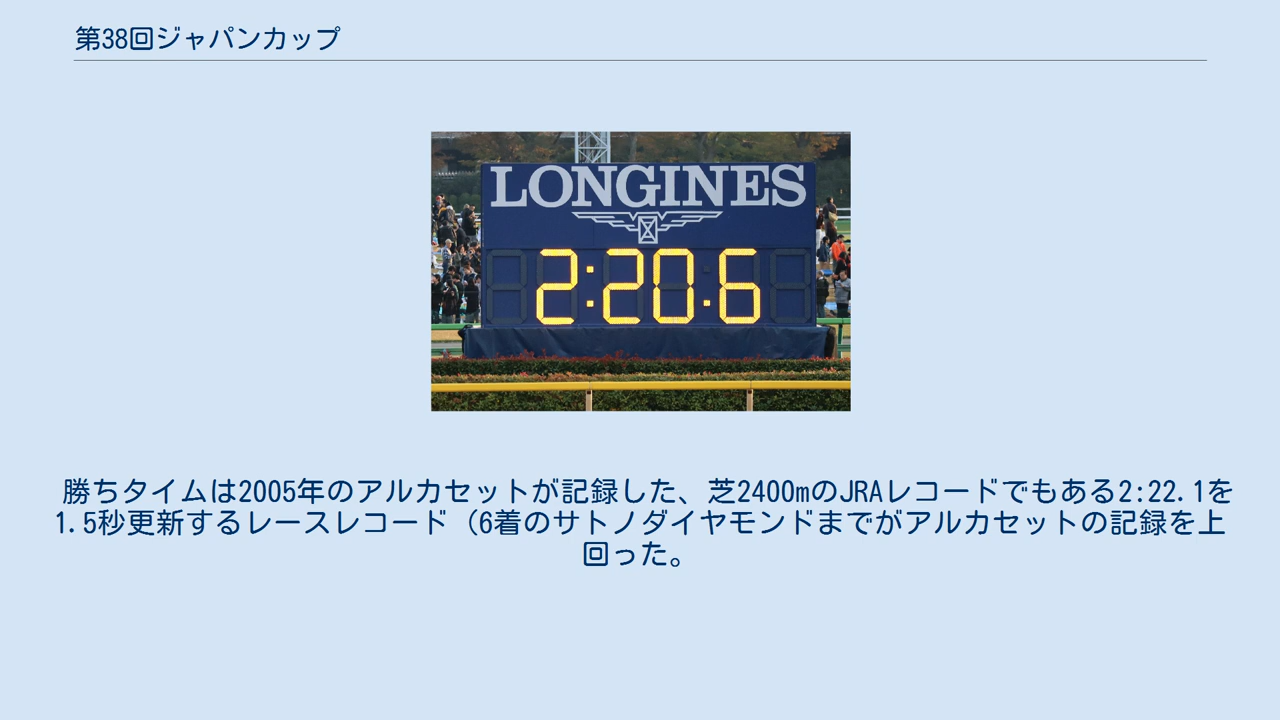 第38回ジャパンカップ
LONGINES
2:20.6
勝ちタイムは2005年のアルカセットが記録した、芝2400mのJRAレコードでもある2:22.1を
1.5秒更新するレースレコード（6着のサトノダイヤモンドまでがアルカセットの記録を上
回った。